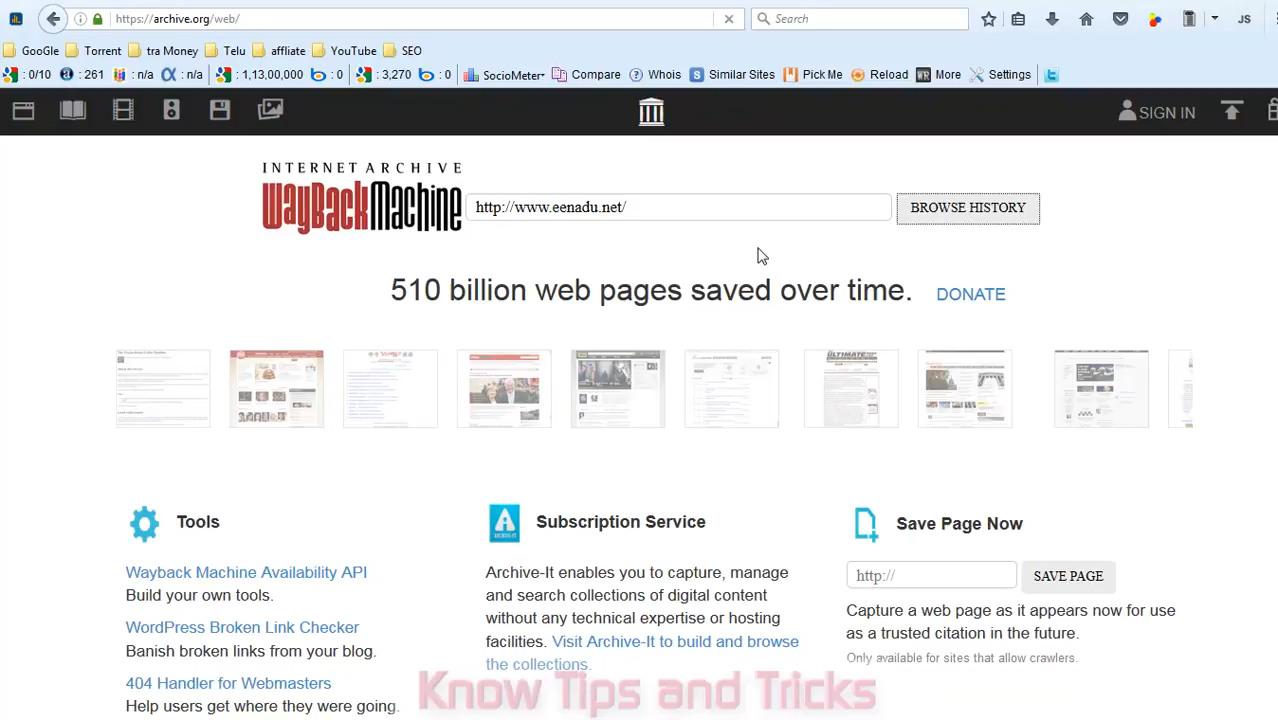 https://archive.org/web/
Search
JS
GooGle Torrent tra Money Telu affliate YouTube SEO
: 0/10 : 261 : n/a : n/a : 1,13,00,000 : 0 : 3,270 : 0 SocioMeter Compare Whois Similar Sites Pick Me Reload More Settings
SIGN IN
INTERNET ARCHIVE
WayBackMachine
http://www.eenadu.net/
BROWSE HISTORY
510 billion web pages saved over time. DONATE
Tools
Wayback Machine Availability API
Build your own tools.
WordPress Broken Link Checker
Banish broken links from your blog.
404 Handler for Webmasters
Help users get where they were going.
Subscription Service
Archive-It enables you to capture, manage
and search collections of digital content
without any technical expertise or hosting
facilities. Visit Archive-It to build and browse
the collections.
Save Page Now
http://
SAVE PAGE
Capture a web page as it appears now for use
as a trusted citation in the future.
Only available for sites that allow crawlers.
Know Tips and Tricks